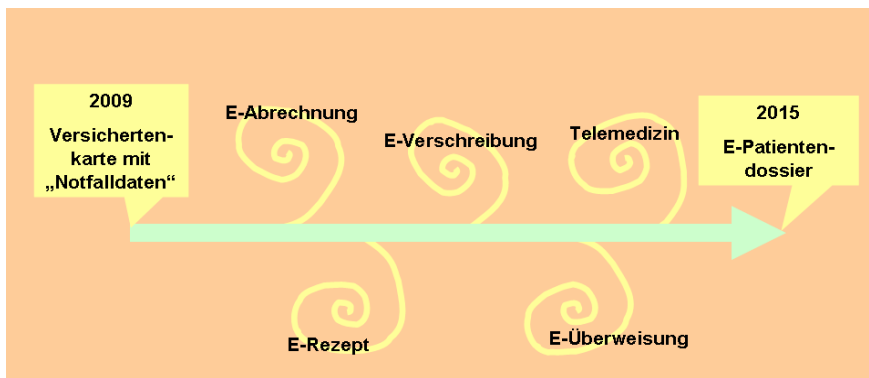 2009
Versicherten-
karte mit
„Notfalldaten“
E-Abrechnung
E-Verschreibung
Telemedizin
2015
E-Patienten-
dossier
E-Rezept
E-Überweisung